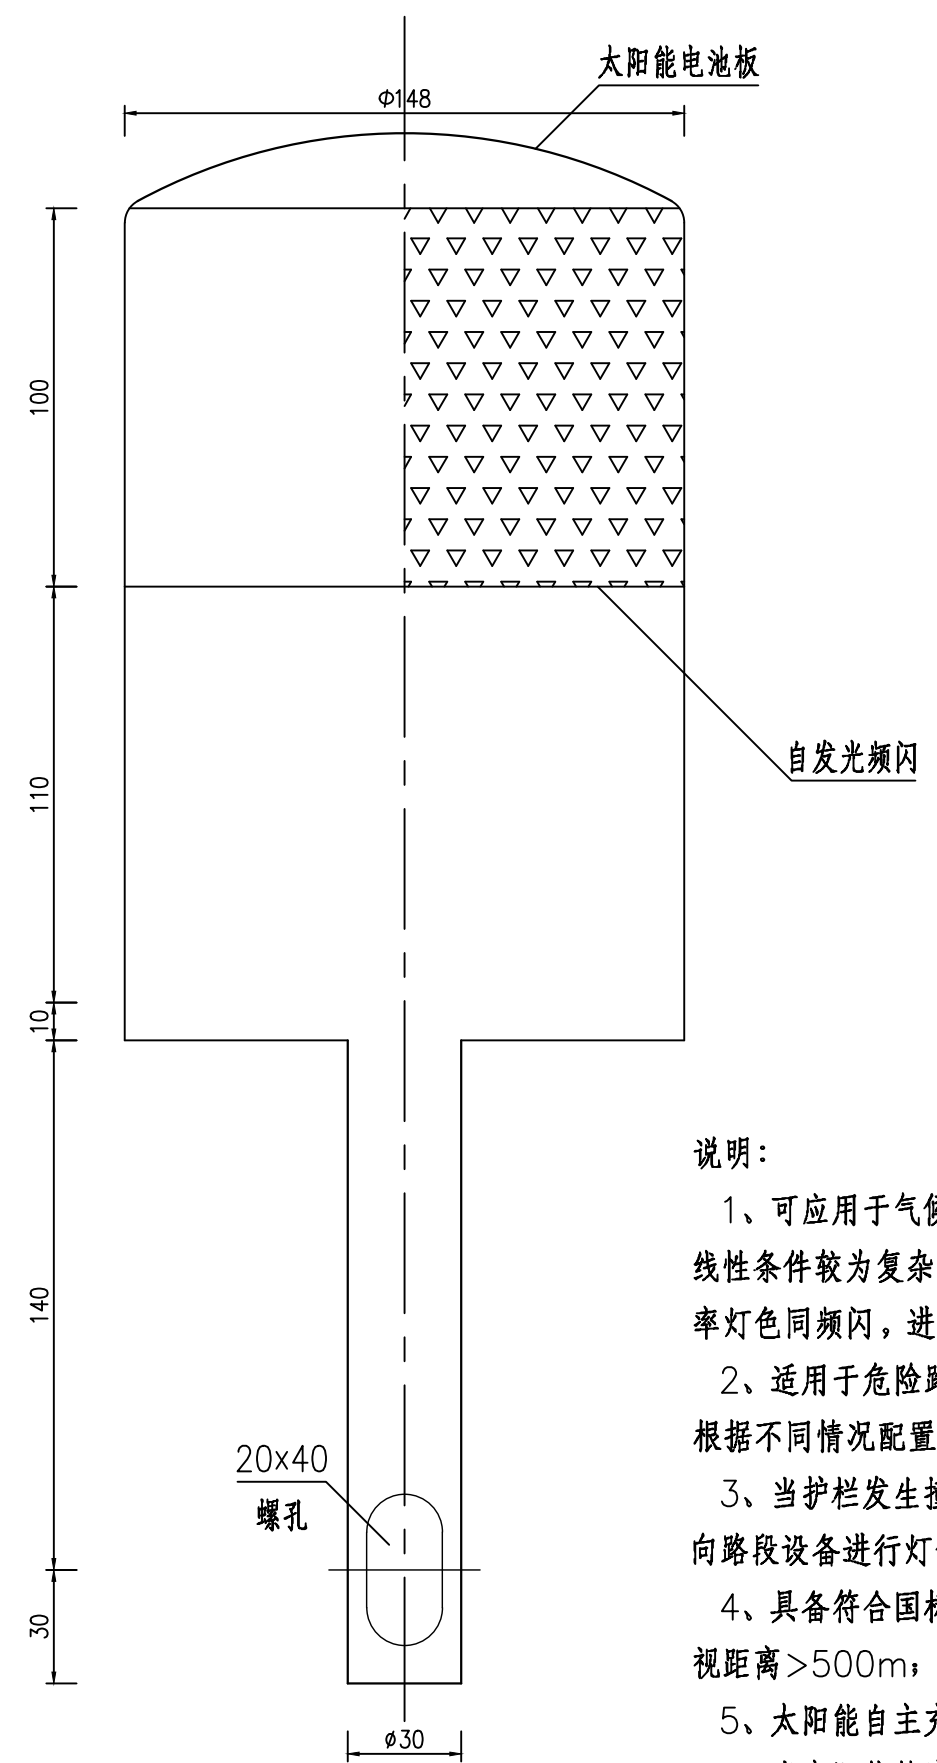 太阳能电池板
Φ148
100
110
自发光频闪
10
140
20x40
螺孔
30
ø30
说明：
1、可应用于气
线性条件较为复杂
率灯色同频闪，进
2、适用于危险
根据不同情况配置
3、当护栏发生
向路段设备进行灯
4、具备符合国
视距离>500m；
5、太阳能自主